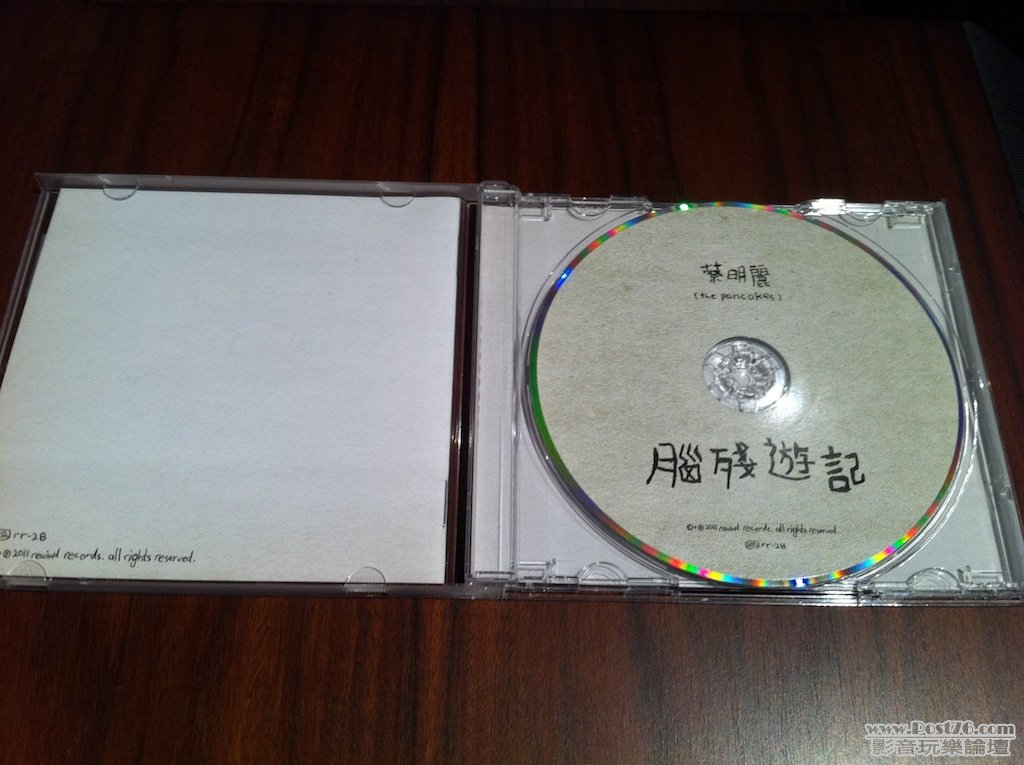 蔡明麗
(the pancakes)
腦殘遊記
©+℗2011 rewind records. all rights reserved.
rr-28
rr-28
+℗2011 rewind records. all rights reserved.
www.Post76.com
影音玩樂論壇